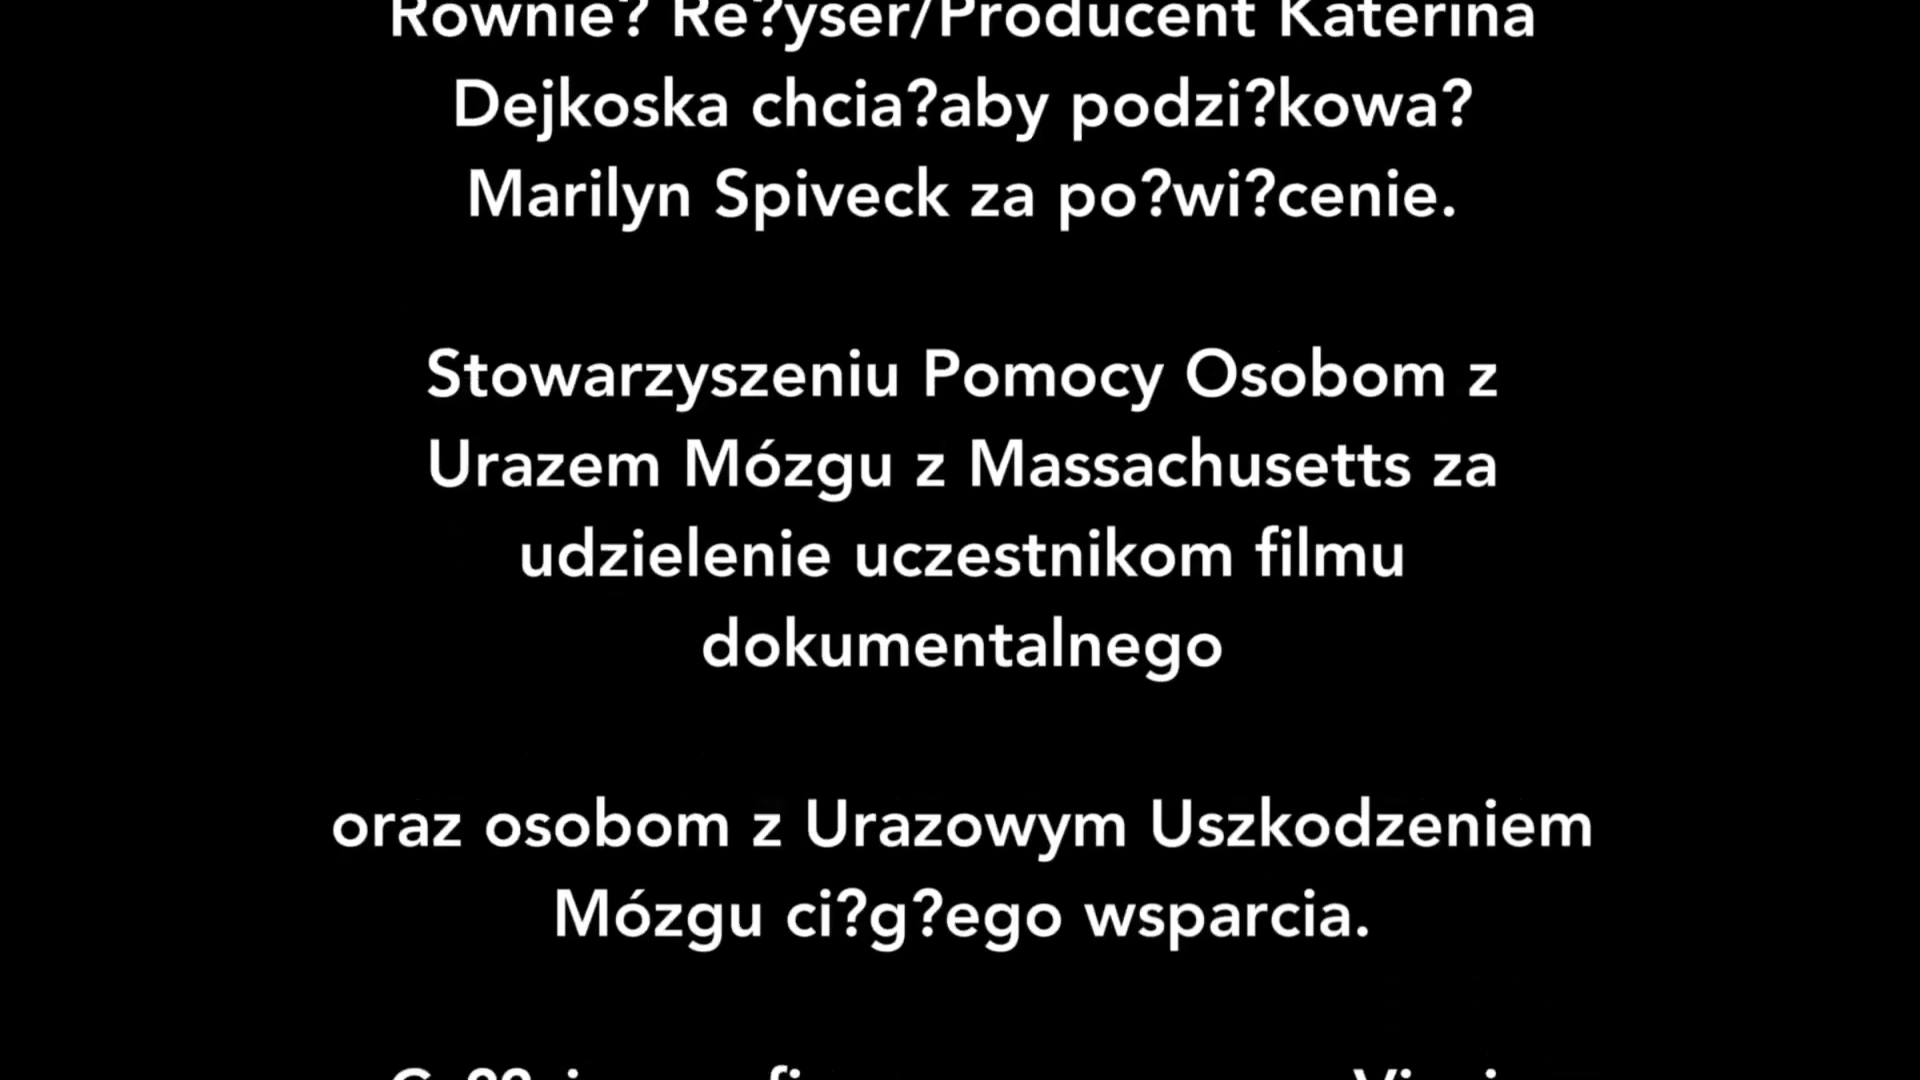 Równie? Re?yser/Producent Katerina
Dejkoska chcia?aby podzi?kowa?
Marilyn Spiveck za po?wi?cenie.
Stowarzyszeniu Pomocy Osobom z
Urazem Mózgu z Massachusetts za
udzielenie uczestnikom filmu
dokumentalnego
oraz osobom z Urazowym Uszkodzeniem
Mózgu ci?g?ego wsparcia.